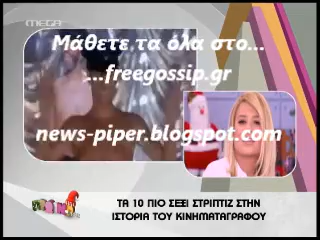 MEGA
Μάθετε τα όλα στο...
...freegossip.gr
news-piper.blogspot.com
ΤΑ 10 ΠΙΟ ΣΕΞΙ ΣΤΡΙΠΤΙΖ ΣΤΗΝ
ΙΣΤΟΡΙΑ ΤΟΥ ΚΙΝΗΜΑΤΟΓΡΑΦΟΥ